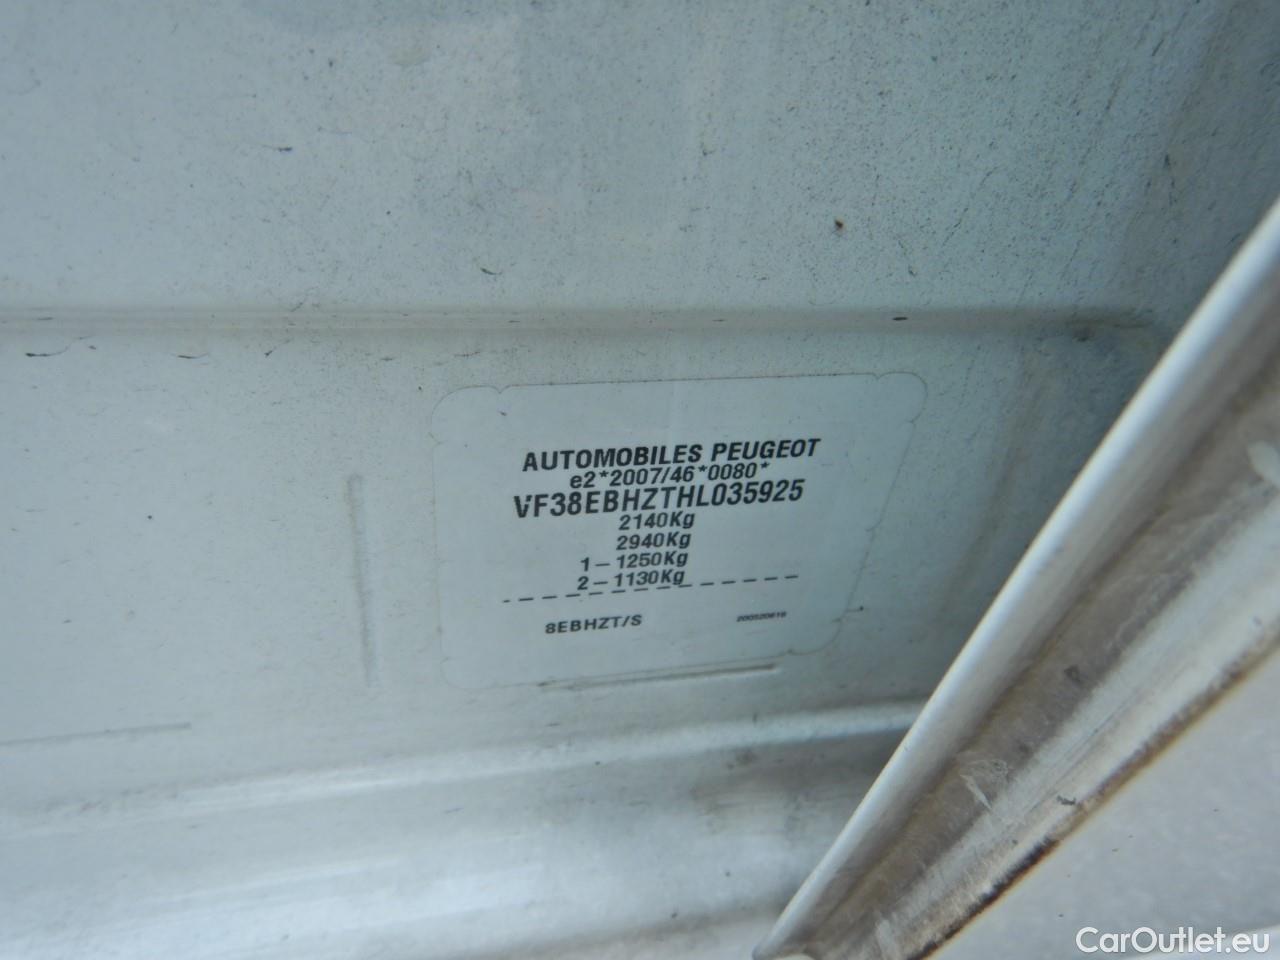 AUTOMOBILES PEUGEOT
e2*2007/46*0080*
VF38EBHZTHL035925
2140Kg
2940Kg
1-1250Kg
2-1130Kg
8EBHZT/S
CarOutlet.eu